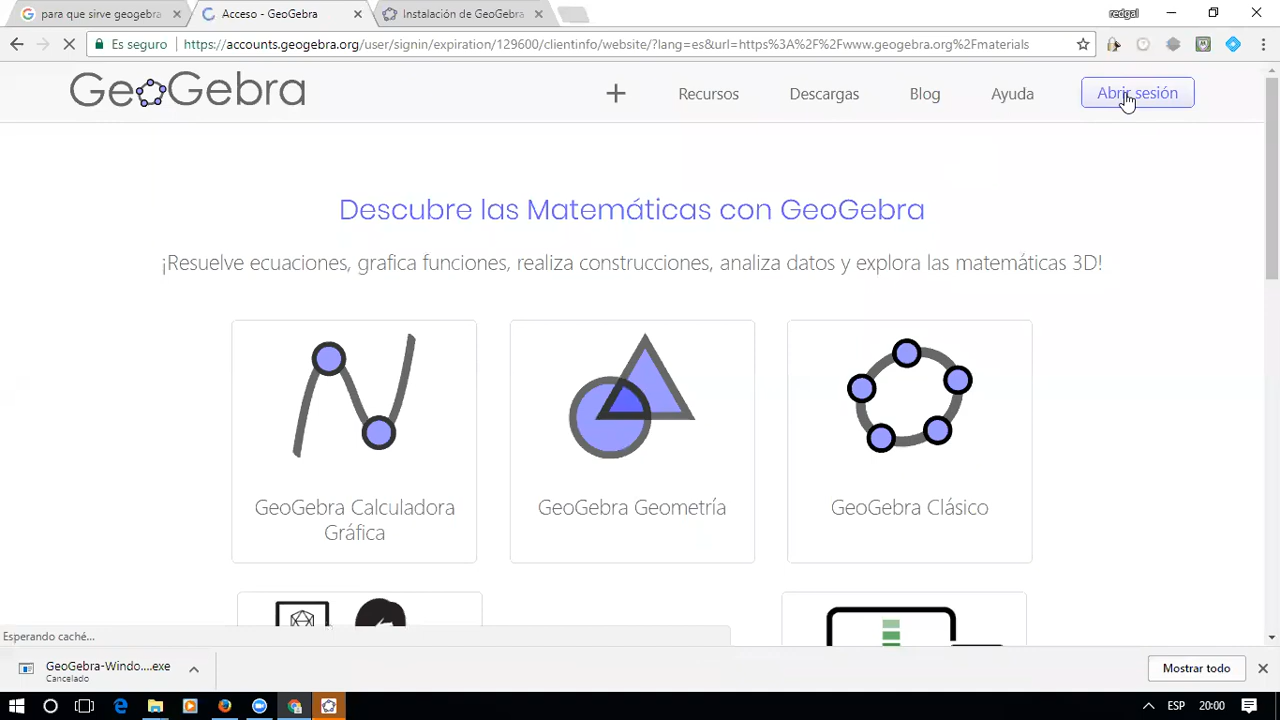 para que sirve geogebra
Acceso - GeoGebra
Instalación de GeoGebra
redgal
Es seguro
https://accounts.geogebra.org/user/signin/expiration/129600/clientinfo/website/?lang=es&url=https%3A%2F%2Fwww.geogebra.org%2Fmaterials
GeoGebra
+
Recursos
Descargas
Blog
Ayuda
Abrir sesión
Descubre las Matemáticas con GeoGebra
¡Resuelve ecuaciones, grafica funciones, realiza construcciones, analiza datos y explora las matemáticas 3D!
GeoGebra Calculadora
Gráfica
GeoGebra Geometría
GeoGebra Clásico
Esperando caché...
GeoGebra-Windo....exe
Cancelado
Mostrar todo
ESP
20:00